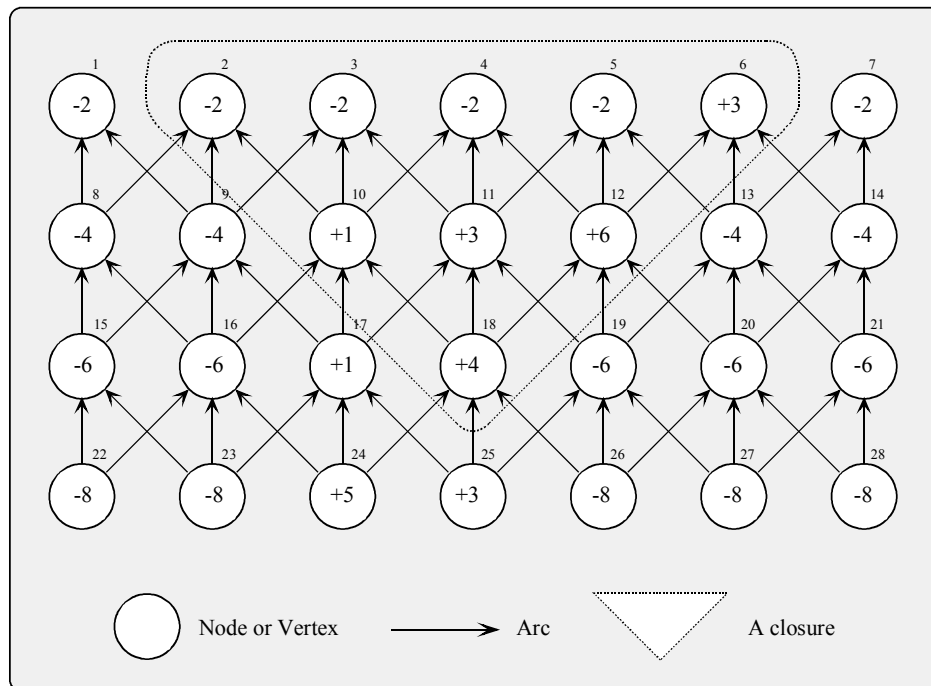 1 2 3 4 5 6 7
-2 -2 -2 -2 -2 +3 -2
8 9 10 11 12 13 14
-4 -4 +1 +3 +6 -4 -4
15 16 17 18 19 20 21
-6 -6 +1 +4 -6 -6 -6
22 23 24 25 26 27 28
-8 -8 +5 +3 -8 -8 -8
Node or Vertex Arc A closure